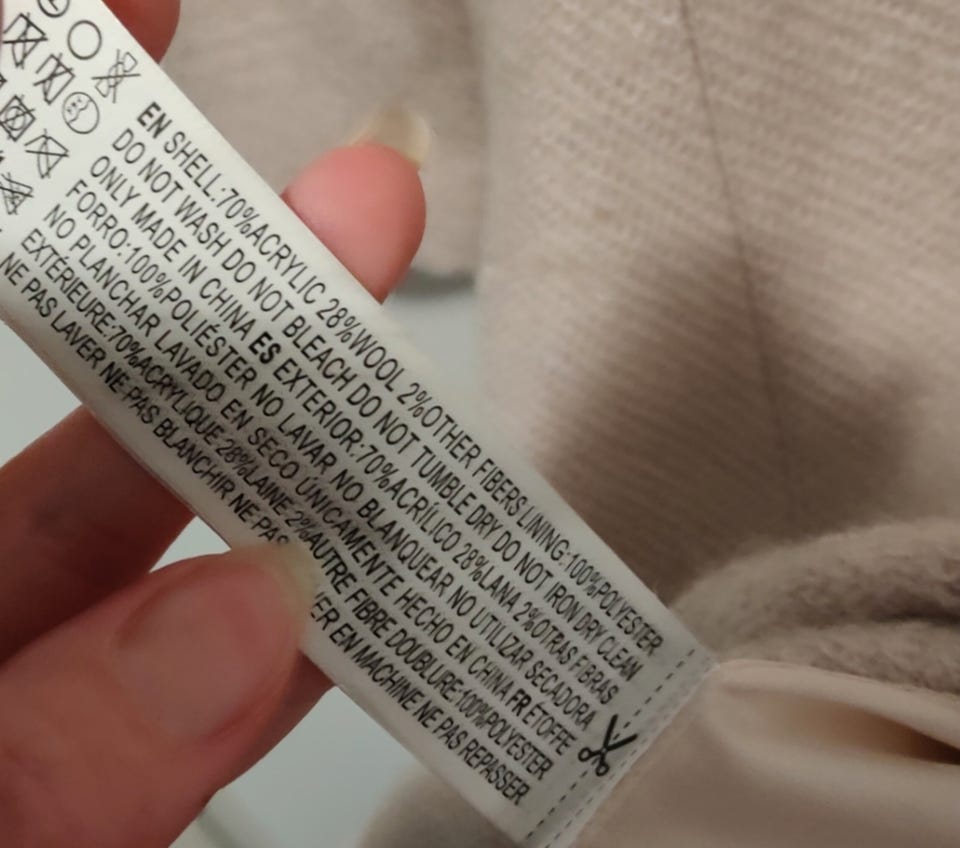 EN SHELL:70%ACRYLIC 28%WOOL 2%OTHER FIBERS LINING:100%POLYESTER
DO NOT WASH DO NOT BLEACH DO NOT TUMBLE DRY DO NOT IRON DRY CLEAN
ONLY MADE IN CHINA ES EXTERIOR:70%ACRÍLICO 28%LANA 2%OTRAS FIBRAS
FORRO:100%POLIÉSTER NO LAVAR NO BLANQUEAR NO UTILIZAR SECADORA
NO PLANCHAR LAVADO EN SECO ÚNICAMENTE HECHO EN CHINA FR ÉTOFFE
EXTÉRIEURE:70%ACRYLIQUE 28%LAINE 2%AUTRE FIBRE DOUBLURE:100%POLYESTER
NE PAS LAVER NE PAS BLANCHIR NE PAS EN MACHINE NE PAS REPASSER